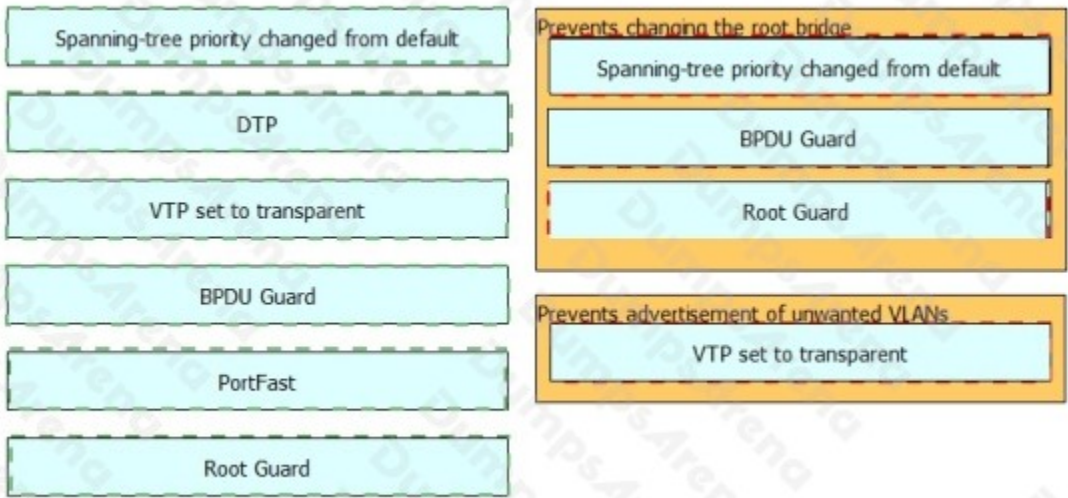 Spanning-tree priority changed from default
DTP
VTP set to transparent
BPDU Guard
PortFast
Root Guard
Prevents changing the root bridge
Spanning-tree priority changed from default
BPDU Guard
Root Guard
Prevents advertisement of unwanted VLANs
VTP set to transparent
DumpsArena